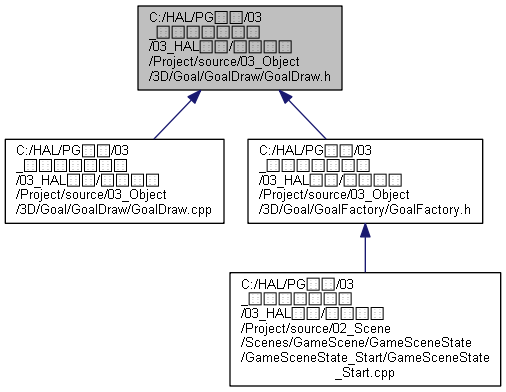 C:/HAL/PG□□/03
_□□□□□□□
/03_HAL□□/□□□□
/Project/source/03_Object
/3D/Goal/GoalDraw/GoalDraw.h
C:/HAL/PG□□/03
_□□□□□□□
/03_HAL□□/□□□□
/Project/source/03_Object
/3D/Goal/GoalDraw/GoalDraw.cpp
C:/HAL/PG□□/03
_□□□□□□□
/03_HAL□□/□□□□
/Project/source/03_Object
/3D/Goal/GoalFactory/GoalFactory.h
C:/HAL/PG□□/03
_□□□□□□□
/03_HAL□□/□□□□
/Project/source/02_Scene
/Scenes/GameScene/GameSceneState
/GameSceneState_Start/GameSceneState
_Start.cpp